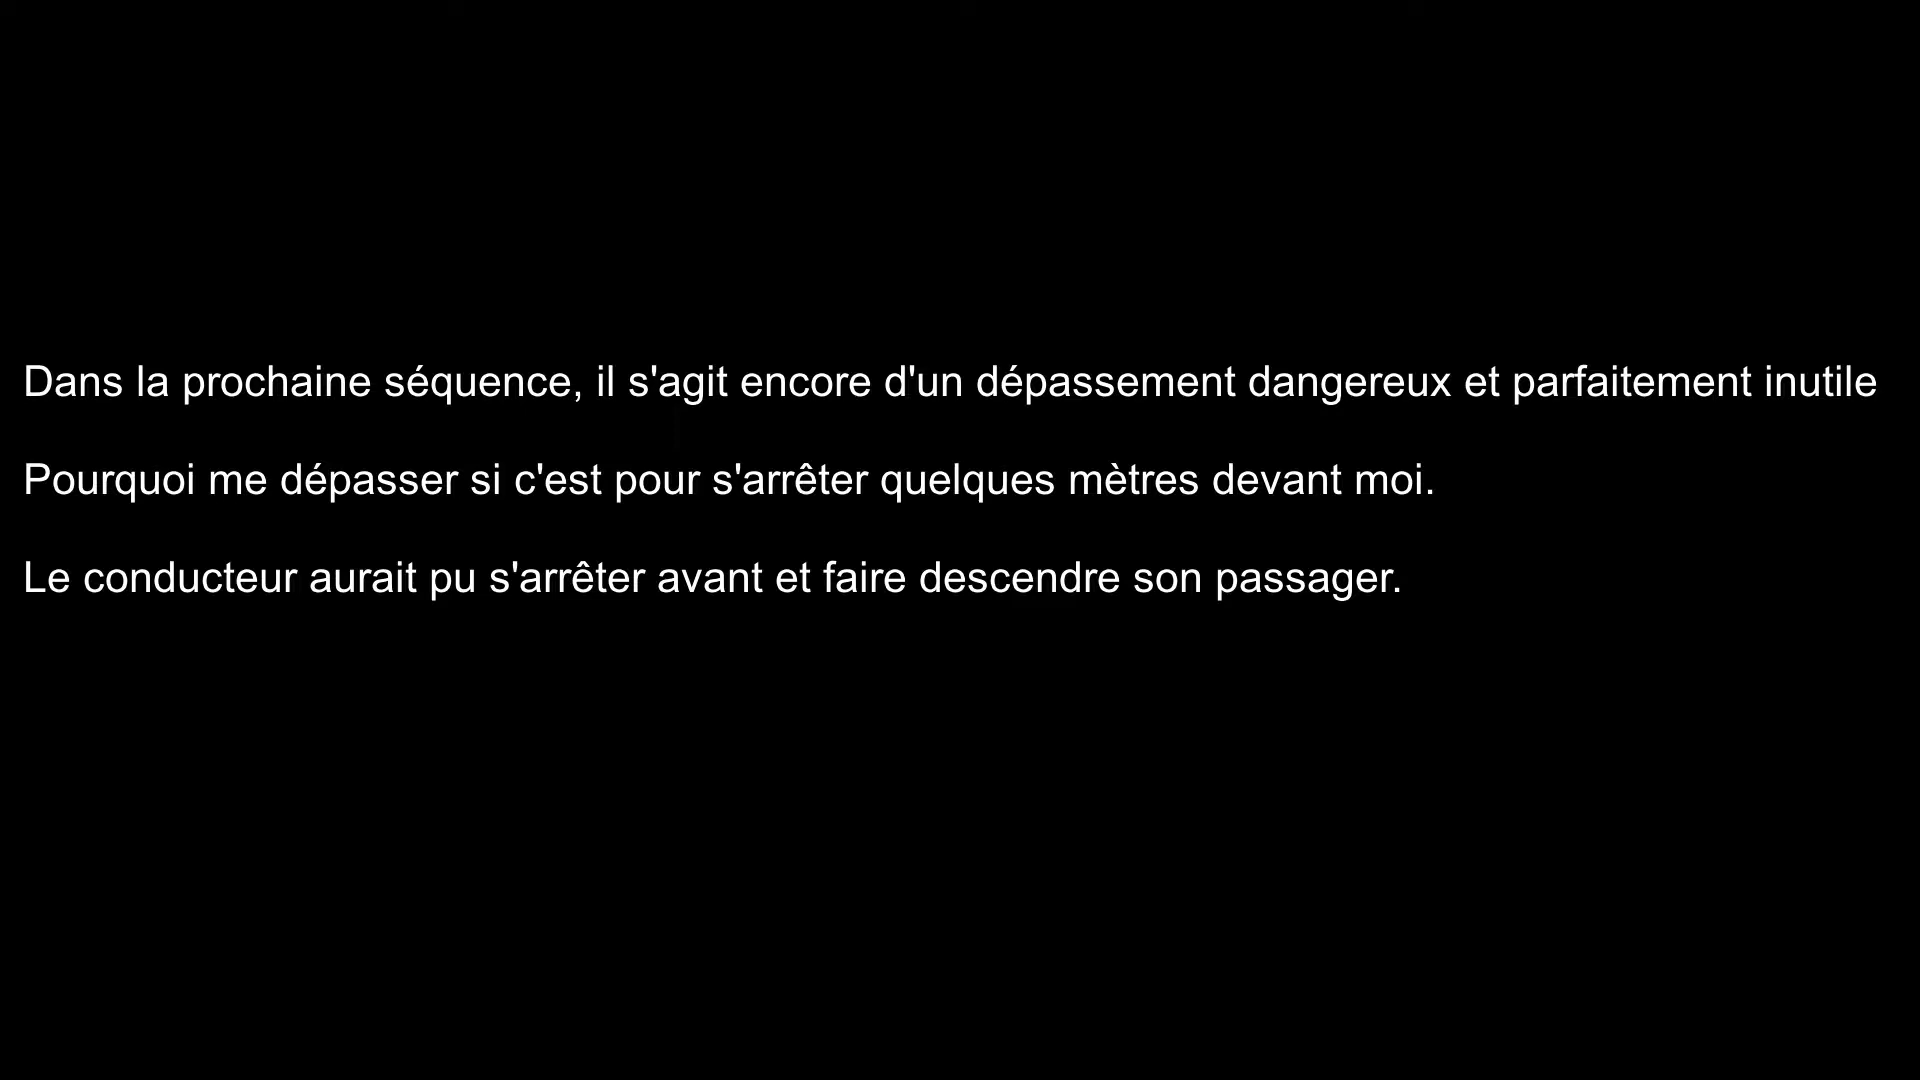 Dans la prochaine séquence, il s'agit encore d'un dépassement dangereux et parfaitement inutile
Pourquoi me dépasser si c'est pour s'arrêter quelques mètres devant moi.
Le conducteur aurait pu s'arrêter avant et faire descendre son passager.